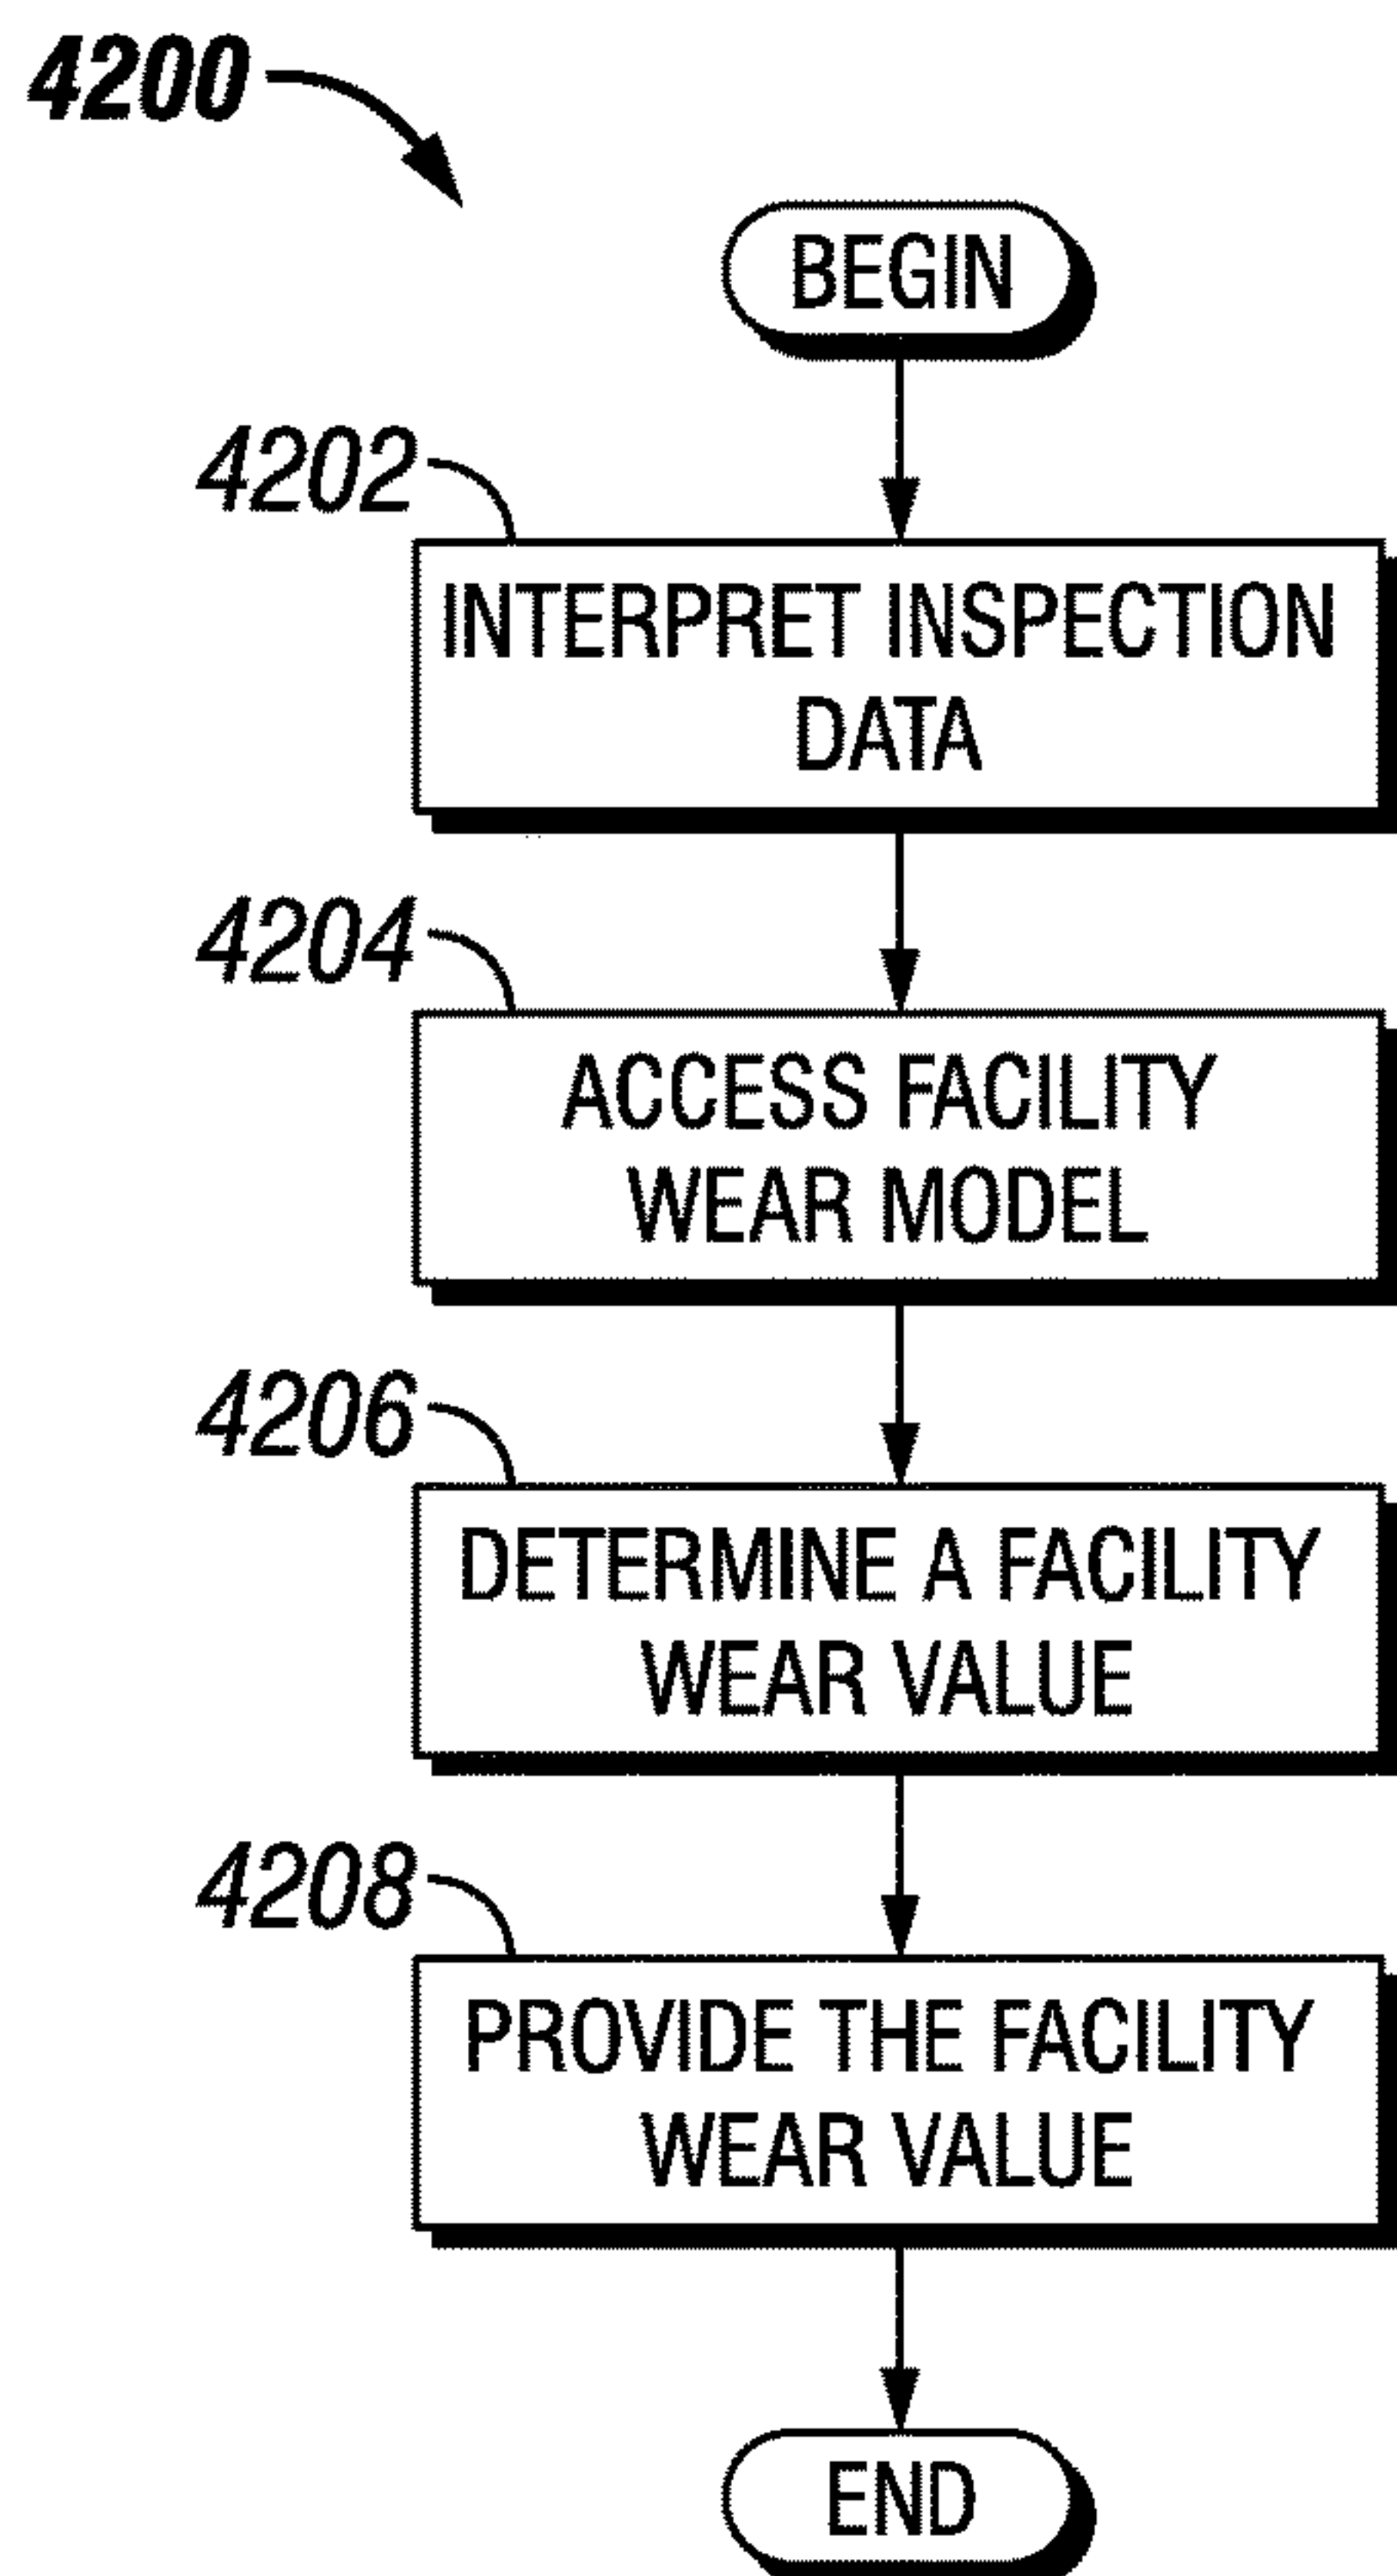 4200
BEGIN
4202
INTERPRET INSPECTION
DATA
4204
ACCESS FACILITY
WEAR MODEL
4206
DETERMINE A FACILITY
WEAR VALUE
4208
PROVIDE THE FACILITY
WEAR VALUE
END